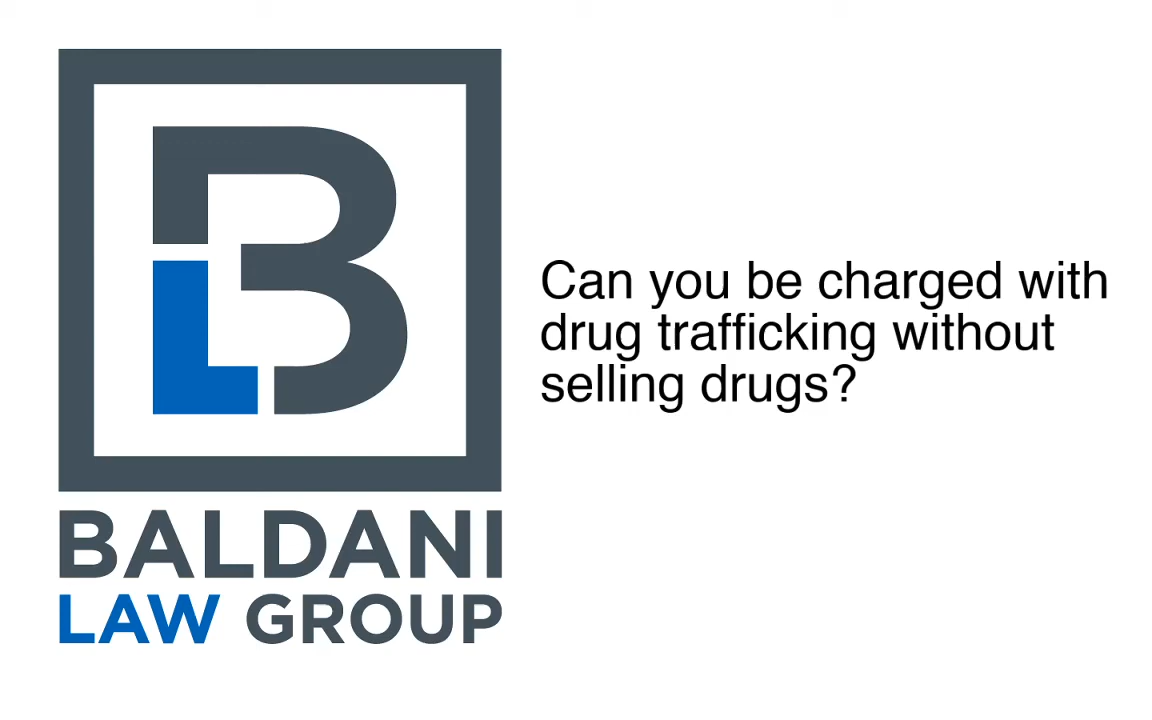 BALDANI
LAW GROUP
Can you be charged with
drug trafficking without
selling drugs?